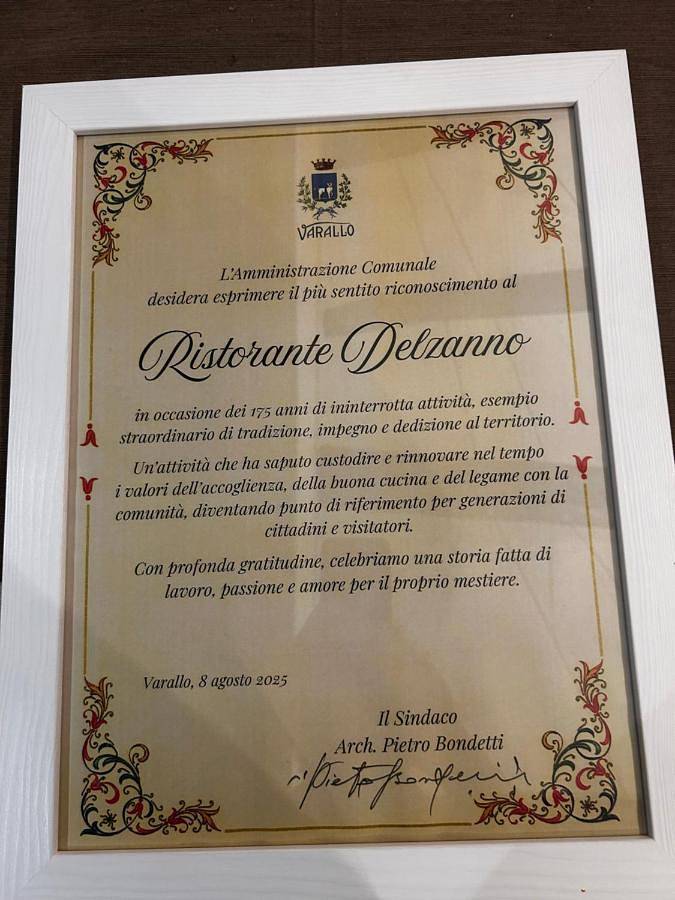 VARALLO
L'Amministrazione Comunale
desidera esprimere il più sentito riconoscimento al
Ristorante Delzanno
in occasione dei 175 anni di ininterrotta attività, esempio
straordinario di tradizione, impegno e dedizione al territorio.
Un'attività che ha saputo custodire e rinnovare nel tempo
i valori dell'accoglienza, della buona cucina e del legame con la
comunità, diventando punto di riferimento per generazioni di
cittadini e visitatori.
Con profonda gratitudine, celebriamo una storia fatta di
lavoro, passione e amore per il proprio mestiere.
Varallo, 8 agosto 2025
Il Sindaco
Arch. Pietro Bondetti